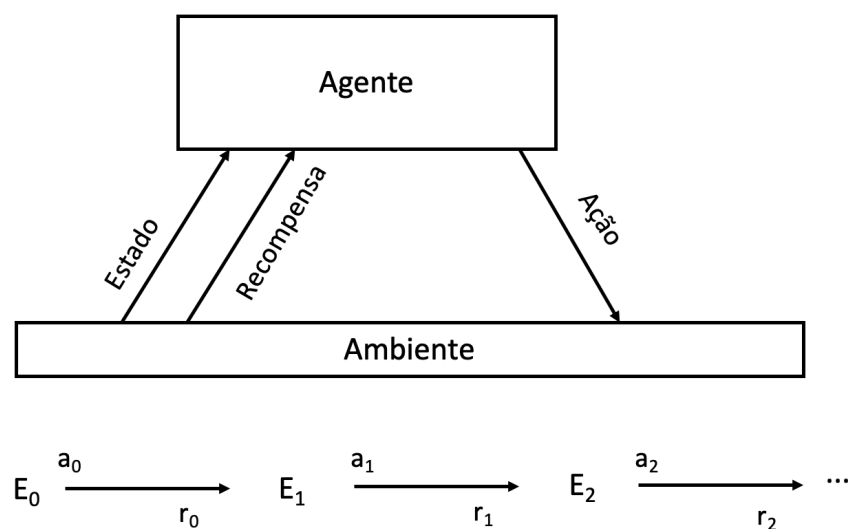 Agente
Estado
Recompensa
Ação
Ambiente
E₀ a₀ r₀ E₁ a₁ r₁ E₂ a₂ r₂ ...